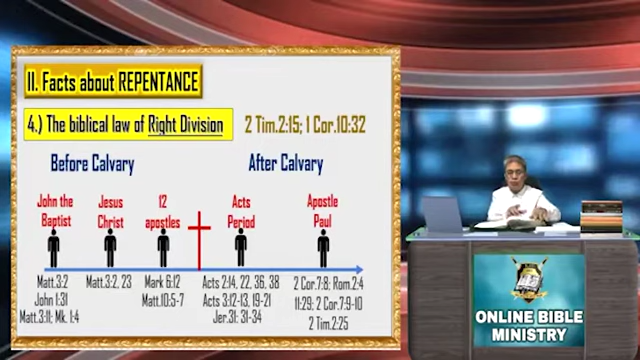 II. Facts about REPENTANCE
4.) The biblical law of Right Division 2 Tim.2:15; 1 Cor.10:32
Before Calvary After Calvary
John the Baptist
Jesus Christ
12 apostles
Acts Period
Apostle Paul
Matt.3:2
John 1:31
Matt.3:11; Mk. 1:4
Matt.3:2, 23
Mark 6:12
Matt.10:5-7
Acts 2:14, 22, 36, 38
Acts 3:12-13, 19-21
Jer.31: 31-34
2 Cor.7:8; Rom.2:4
11:29; 2 Cor.7:9-10
2 Tim.2:25
ONLINE BIBLE
MINISTRY